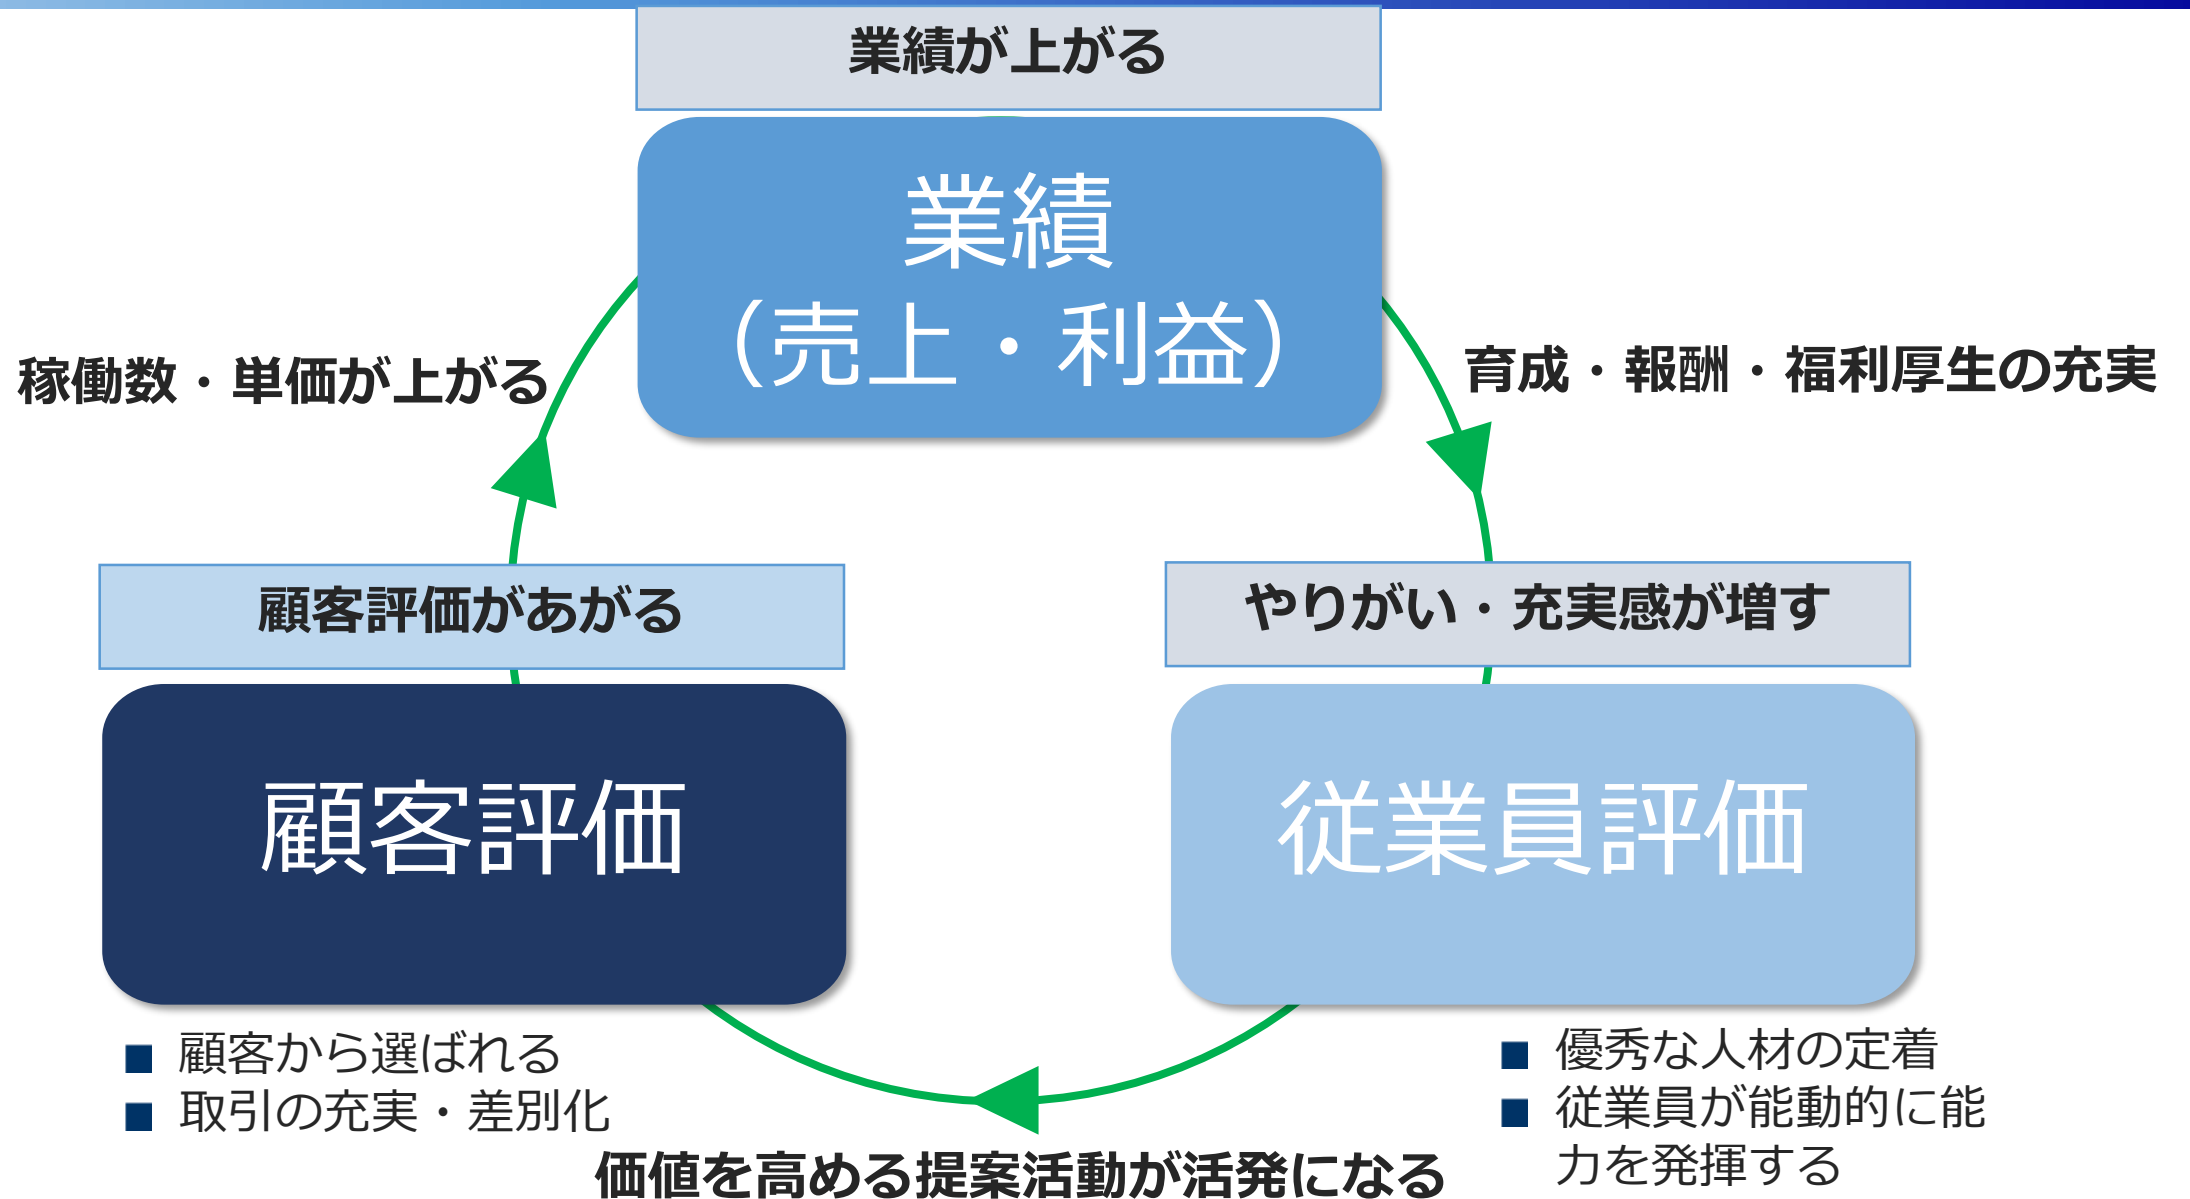 業績が上がる
業績
（売上・利益）
稼働数・単価が上がる
育成・報酬・福利厚生の充実
顧客評価があがる
やりがい・充実感が増す
顧客評価
従業員評価
■ 顧客から選ばれる
■ 取引の充実・差別化
■ 優秀な人材の定着
■ 従業員が能動的に能
力を発揮する
価値を高める提案活動が活発になる